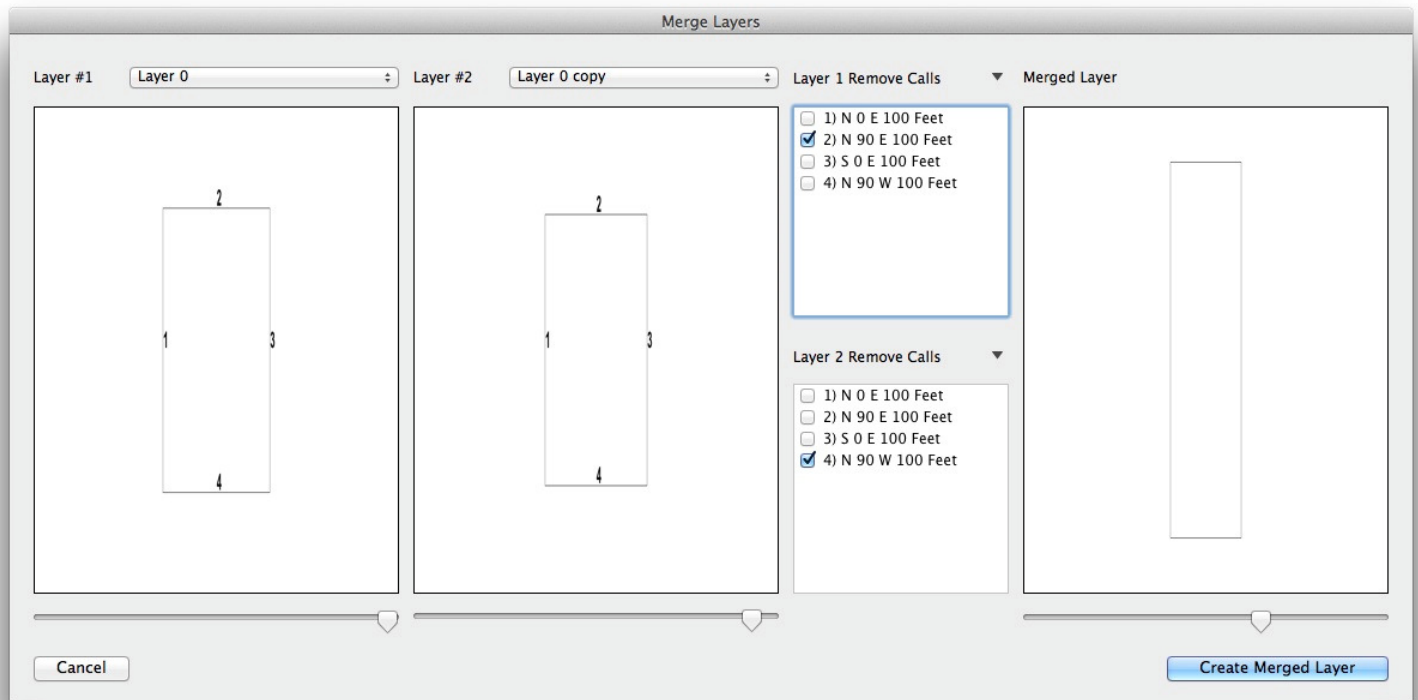 Merge Layers
Layer #1
Layer 0
Layer #2
Layer 0 copy
Layer 1 Remove Calls
Merged Layer
2
1
3
4
2
1
3
4
1) N 0 E 100 Feet
2) N 90 E 100 Feet
3) S 0 E 100 Feet
4) N 90 W 100 Feet
Layer 2 Remove Calls
1) N 0 E 100 Feet
2) N 90 E 100 Feet
3) S 0 E 100 Feet
4) N 90 W 100 Feet
Cancel
Create Merged Layer